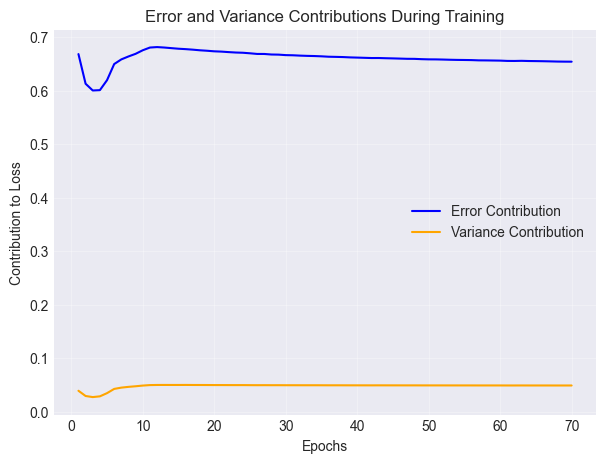 Error and Variance Contributions During Training
Contribution to Loss
0.7
0.6
0.5
0.4
0.3
0.2
0.1
0.0
Error Contribution
Variance Contribution
0 10 20 30 40 50 60 70
Epochs